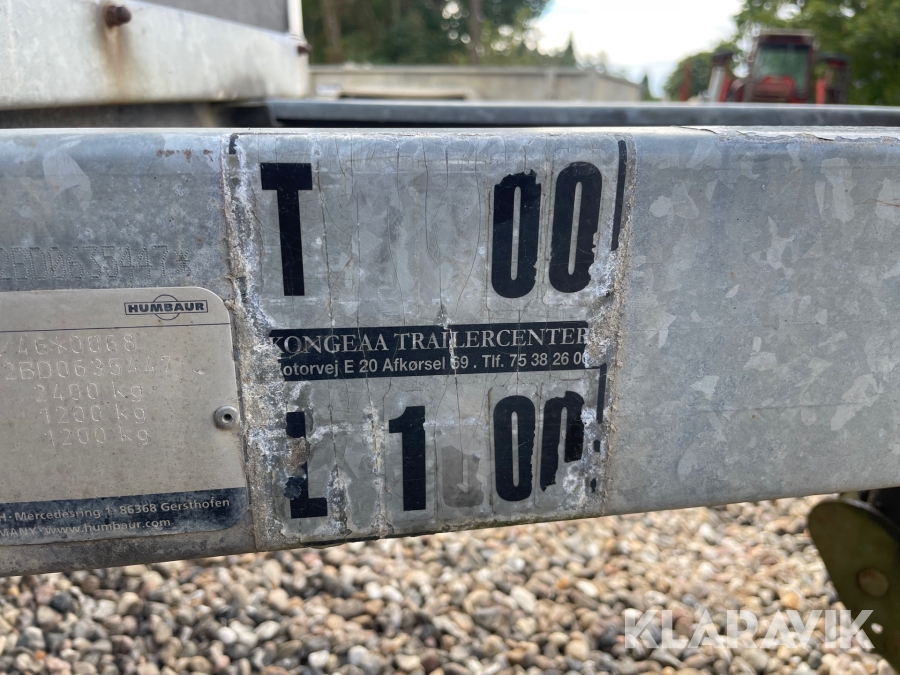 T 00
HUMBAUR
KONGEAA TRAILERCENTER
Motorvej E 20 Afkørsel 69 . Tlf. 75 38 26 00
2400 kg
1200 kg
1200 kg
L 1 00
H - Mercedesring 1 - 86368 Gersthofen
www.humbaur.com
KLARAVIK